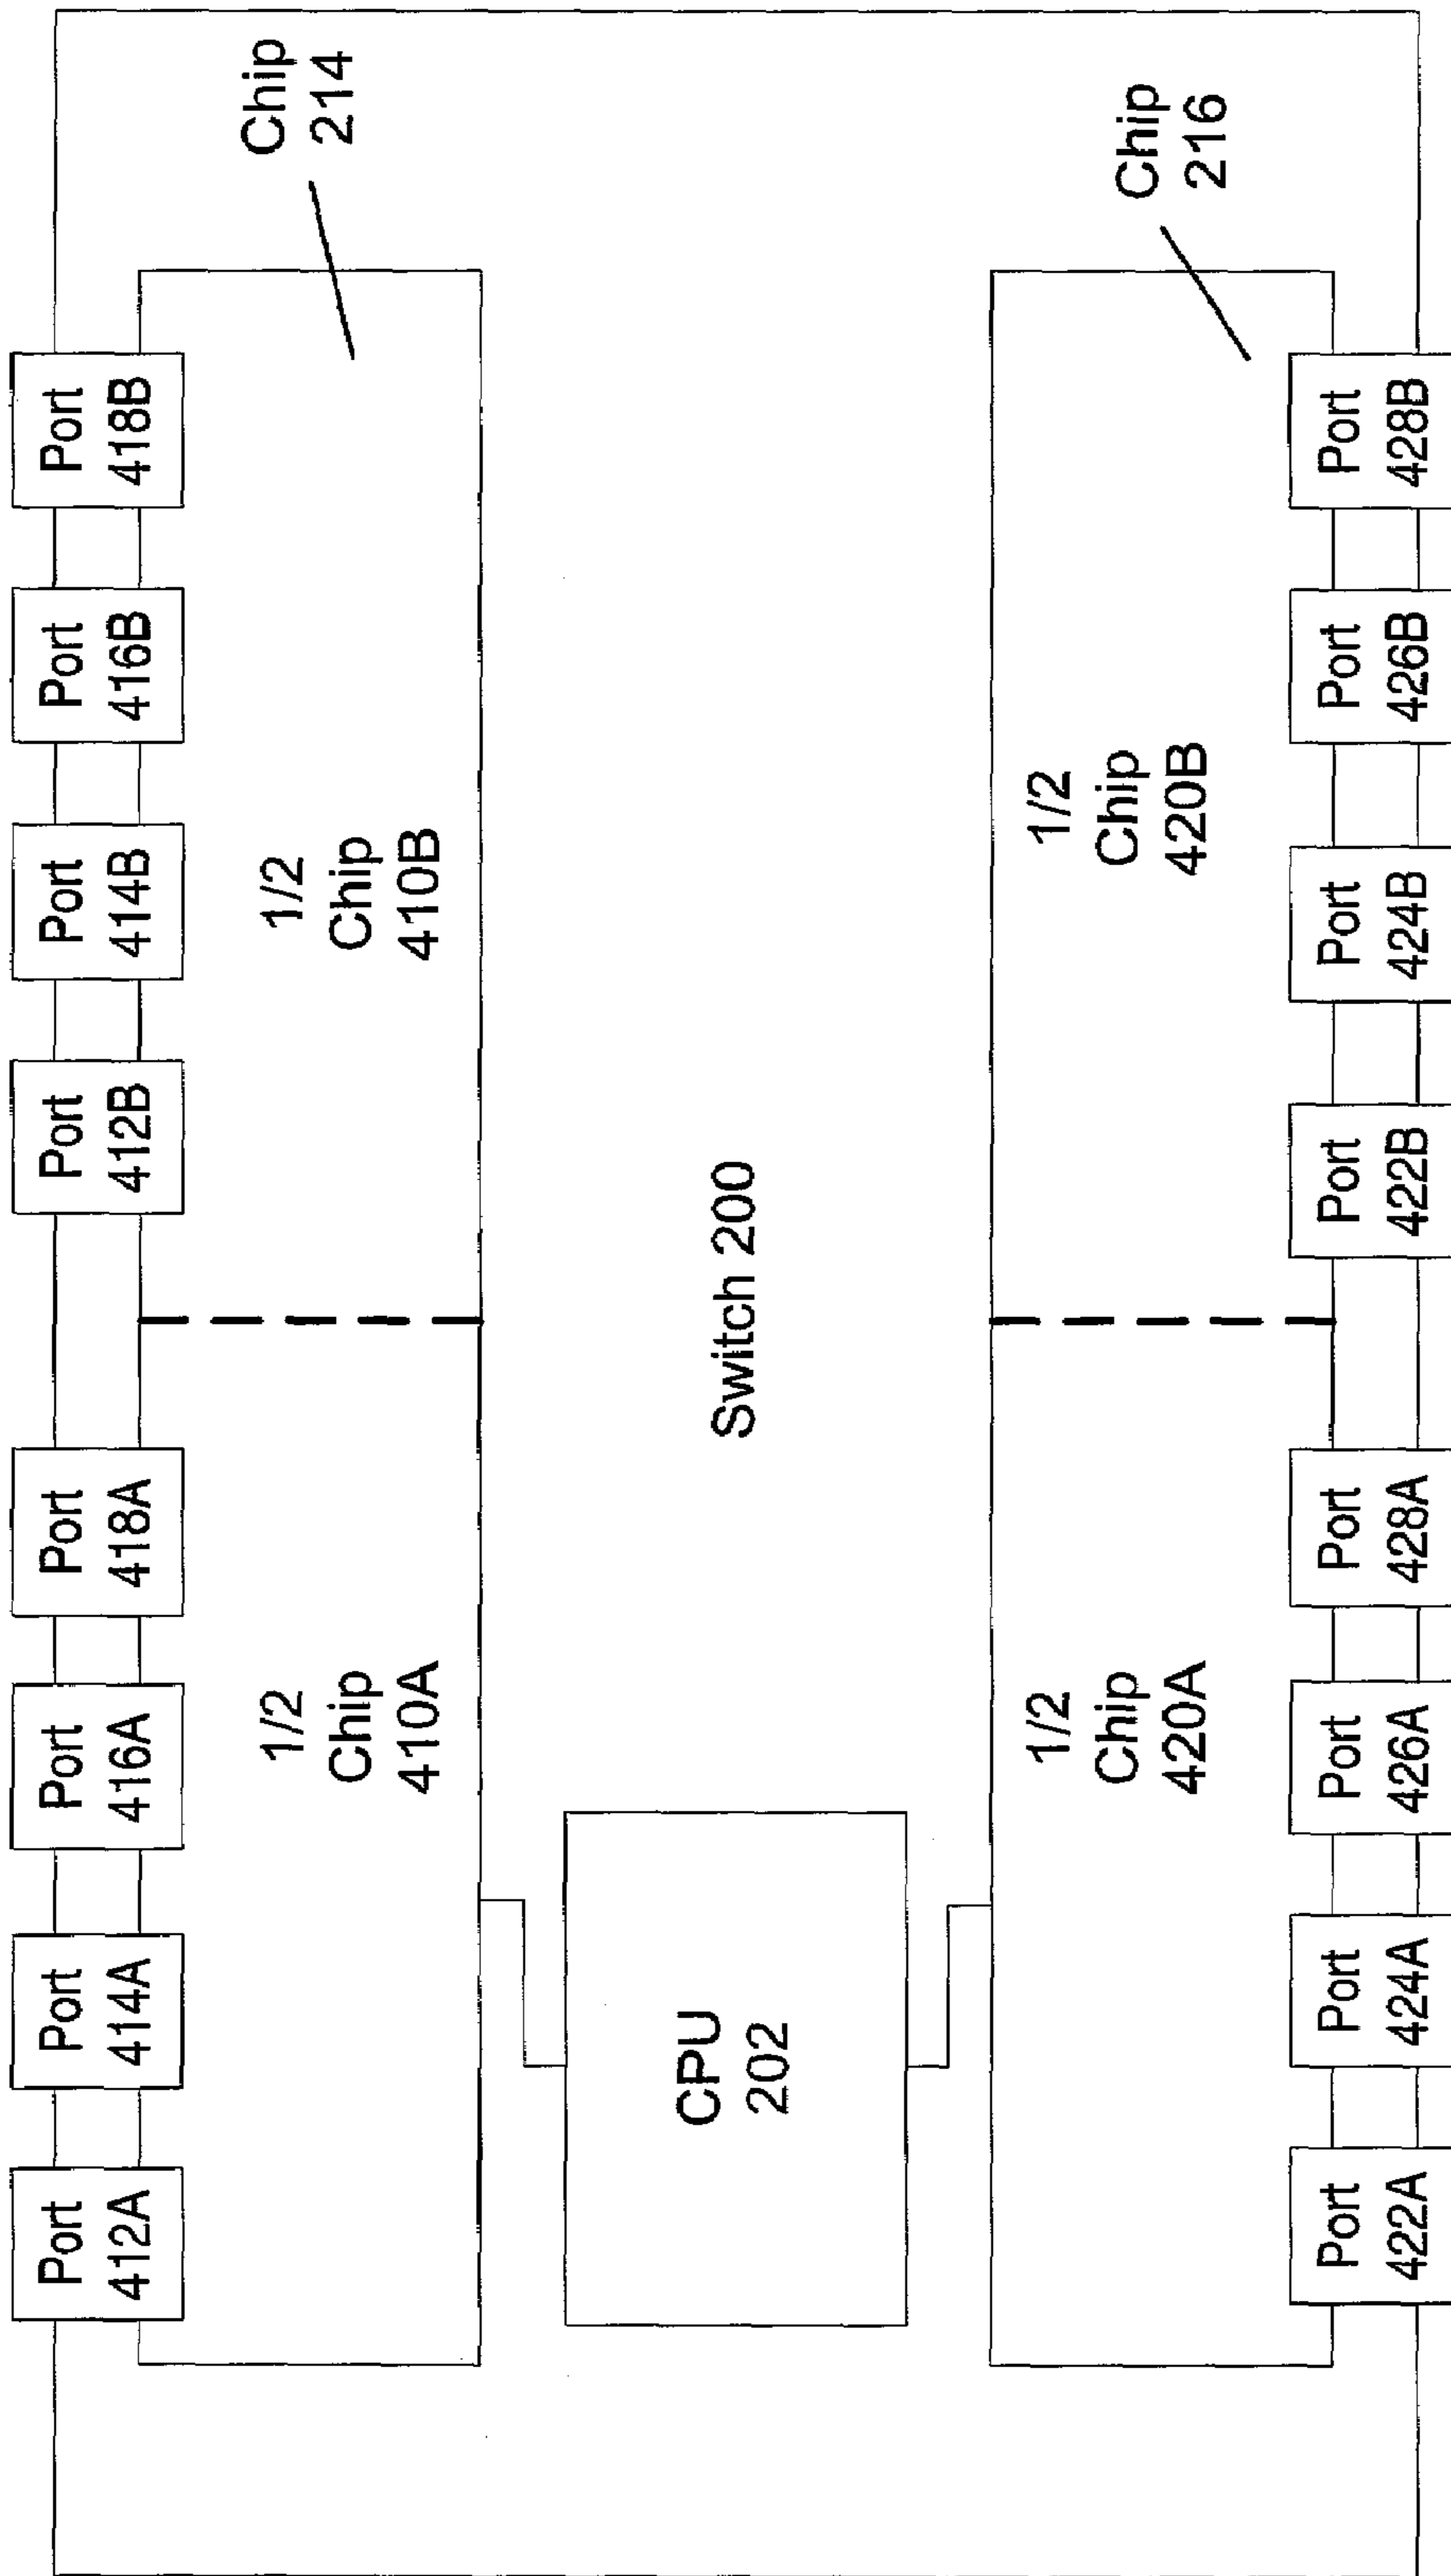 Port
412A
Port
414A
Port
416A
Port
418A
Port
412B
Port
414B
Port
416B
Port
418B
1/2
Chip
410A
1/2
Chip
410B
Chip
214
CPU
202
Switch 200
1/2
Chip
420A
1/2
Chip
420B
Chip
216
Port
422A
Port
424A
Port
426A
Port
428A
Port
422B
Port
424B
Port
426B
Port
428B